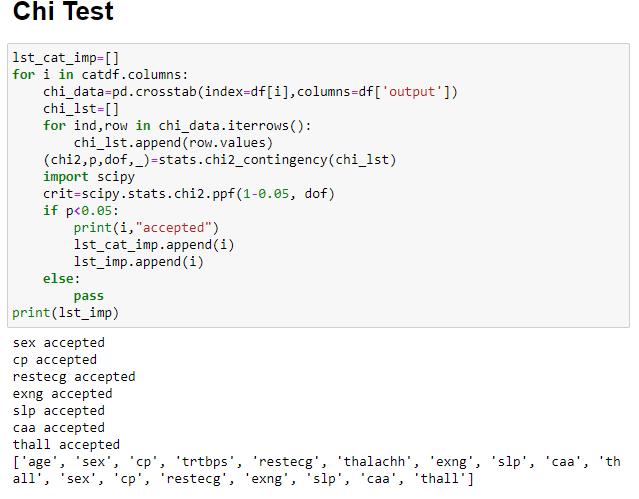 Chi Test
lst_cat_imp=[]
for i in catdf.columns:
    chi_data=pd.crosstab(index=df[i],columns=df['output'])
    chi_lst=[]
    for ind,row in chi_data.iterrows():
        chi_lst.append(row.values)
    (chi2,p,dof,_)=stats.chi2_contingency(chi_lst)
    import scipy
    crit=scipy.stats.chi2.ppf(1-0.05, dof)
    if p<0.05:
        print(i,"accepted")
        lst_cat_imp.append(i)
        lst_imp.append(i)
    else:
        pass
print(lst_imp)
sex accepted
cp accepted
restecg accepted
exng accepted
slp accepted
caa accepted
thall accepted
['age', 'sex', 'cp', 'trtbps', 'restecg', 'thalachh', 'exng', 'slp', 'caa', 'th
all', 'sex', 'cp', 'restecg', 'exng', 'slp', 'caa', 'thall']